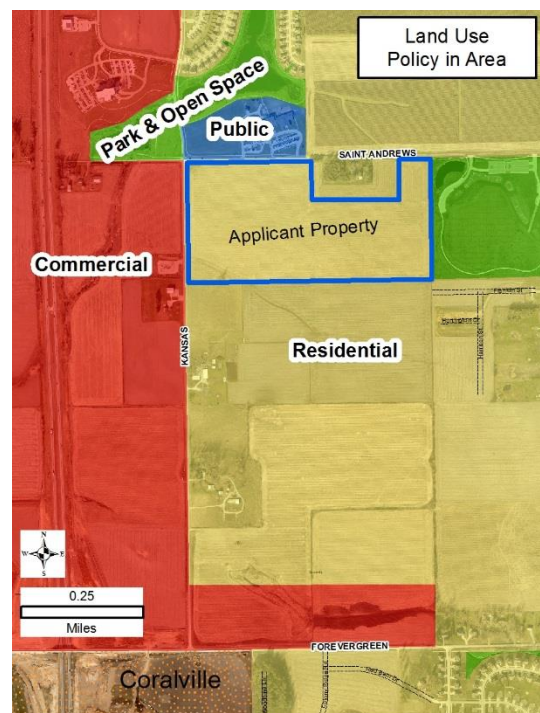 Land Use
Policy in Area
Park & Open Space
Public
SAINT ANDREWS
Applicant Property
Commercial
KANSAS
Residential
N
W
E
S
0.25
Miles
FOREVERGREEN
Coralville